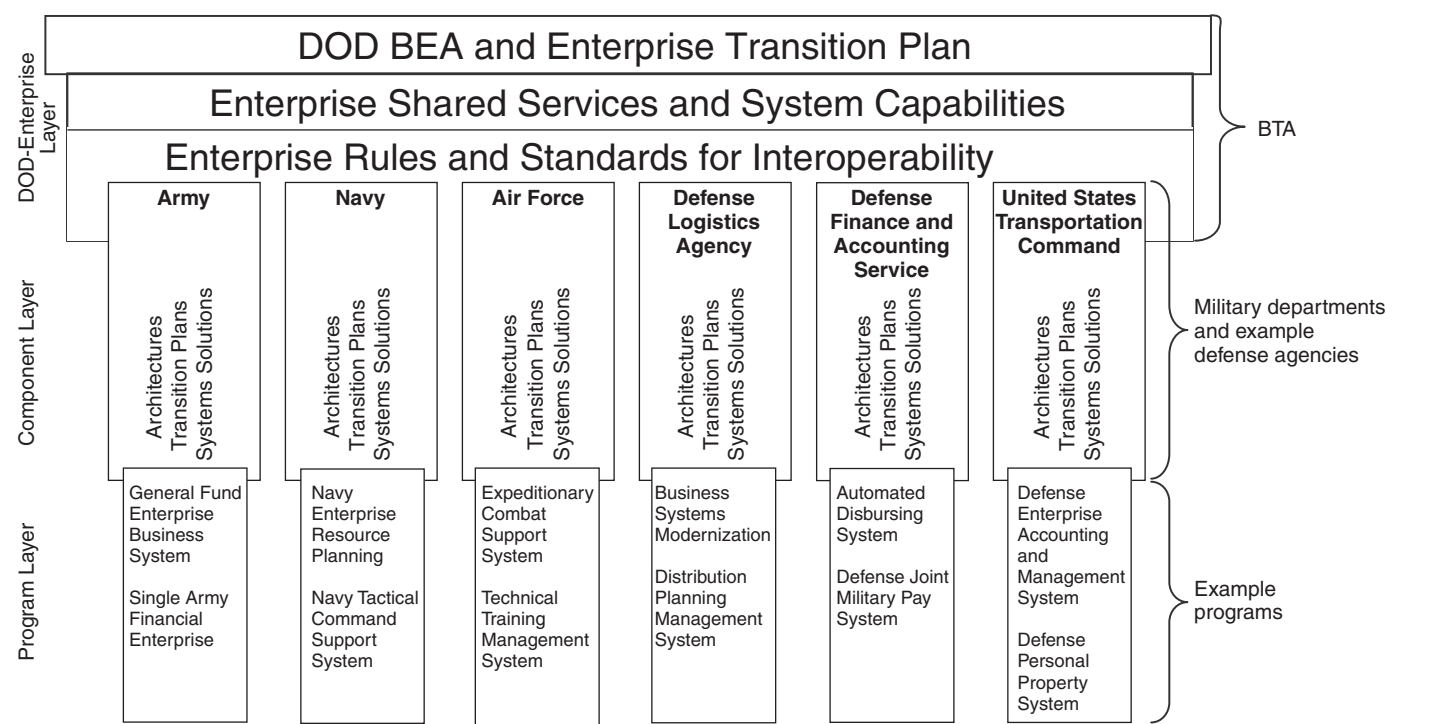 DOD BEA and Enterprise Transition Plan
DOD-Enterprise
Layer
Enterprise Shared Services and System Capabilities
BTA
Enterprise Rules and Standards for Interoperability
Component Layer
Army
Architectures
Transition Plans
Systems Solutions
Navy
Architectures
Transition Plans
Systems Solutions
Air Force
Architectures
Transition Plans
Systems Solutions
Defense
Logistics
Agency
Architectures
Transition Plans
Systems Solutions
Defense
Finance and
Accounting
Service
Architectures
Transition Plans
Systems Solutions
United States
Transportation
Command
Architectures
Transition Plans
Systems Solutions
Military departments
and example
defense agencies
Program Layer
General Fund
Enterprise
Business
System
Single Army
Financial
Enterprise
Navy
Enterprise
Resource
Planning
Navy Tactical
Command
Support
System
Expeditionary
Combat
Support
System
Technical
Training
Management
System
Business
Systems
Modernization
Distribution
Planning
Management
System
Automated
Disbursing
System
Defense Joint
Military Pay
System
Defense
Enterprise
Accounting
and
Management
System
Defense
Personal
Property
System
Example
programs